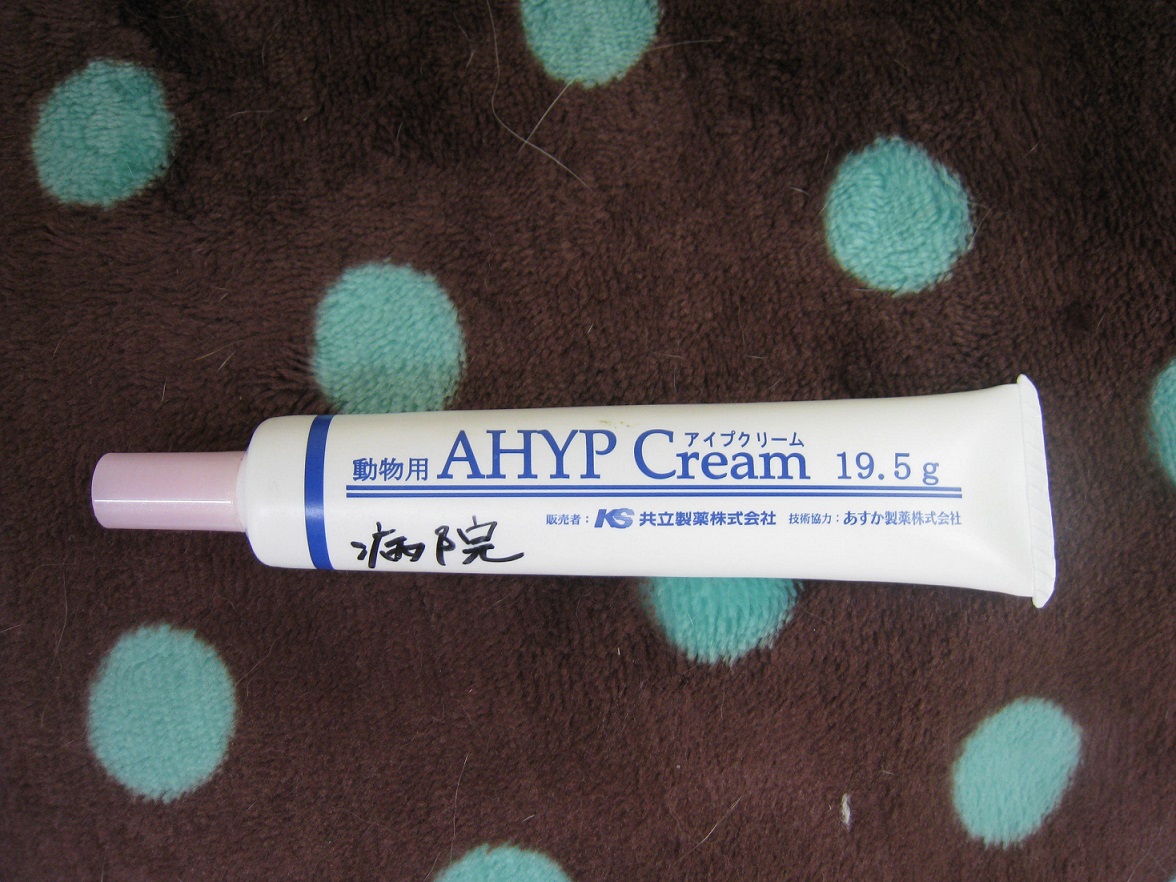 アイプクリーム
動物用 AHYP Cream 19.5g
販売者：KS 共立製薬株式会社 技術協力：あすか製薬株式会社
病院